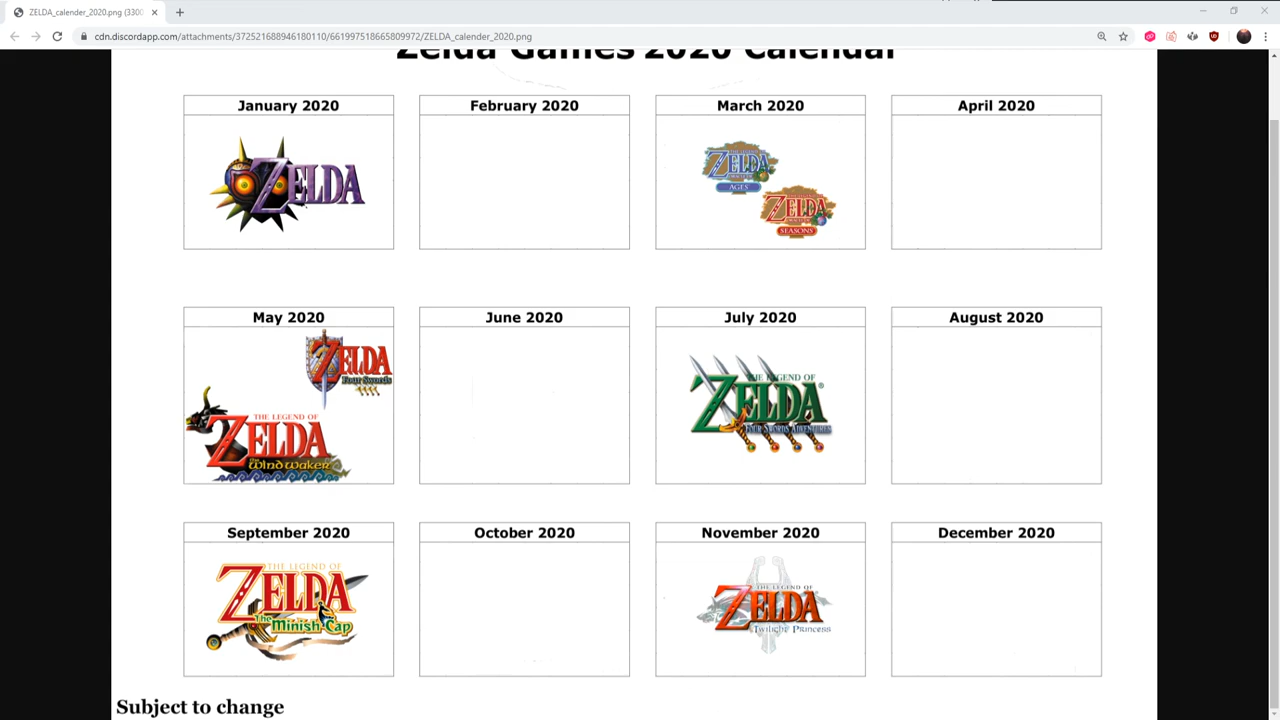 ZELDA_calender_2020.png (3300
cdn.discordapp.com/attachments/372521688946180110/661997518665809972/ZELDA_calender_2020.png
Zelda Games 2020 Calendar
January 2020
February 2020
March 2020
April 2020
ZELDA
ZELDA
AGES
ZELDA
SEASONS
May 2020
June 2020
July 2020
August 2020
ZELDA
Four Swords
THE LEGEND OF
ZELDA
The Wind Waker
THE LEGEND OF
ZELDA®
FOUR SWORDS ADVENTURES
September 2020
October 2020
November 2020
December 2020
THE LEGEND OF
ZELDA
The Minish Cap
THE LEGEND OF
ZELDA
Twilight Princess
Subject to change